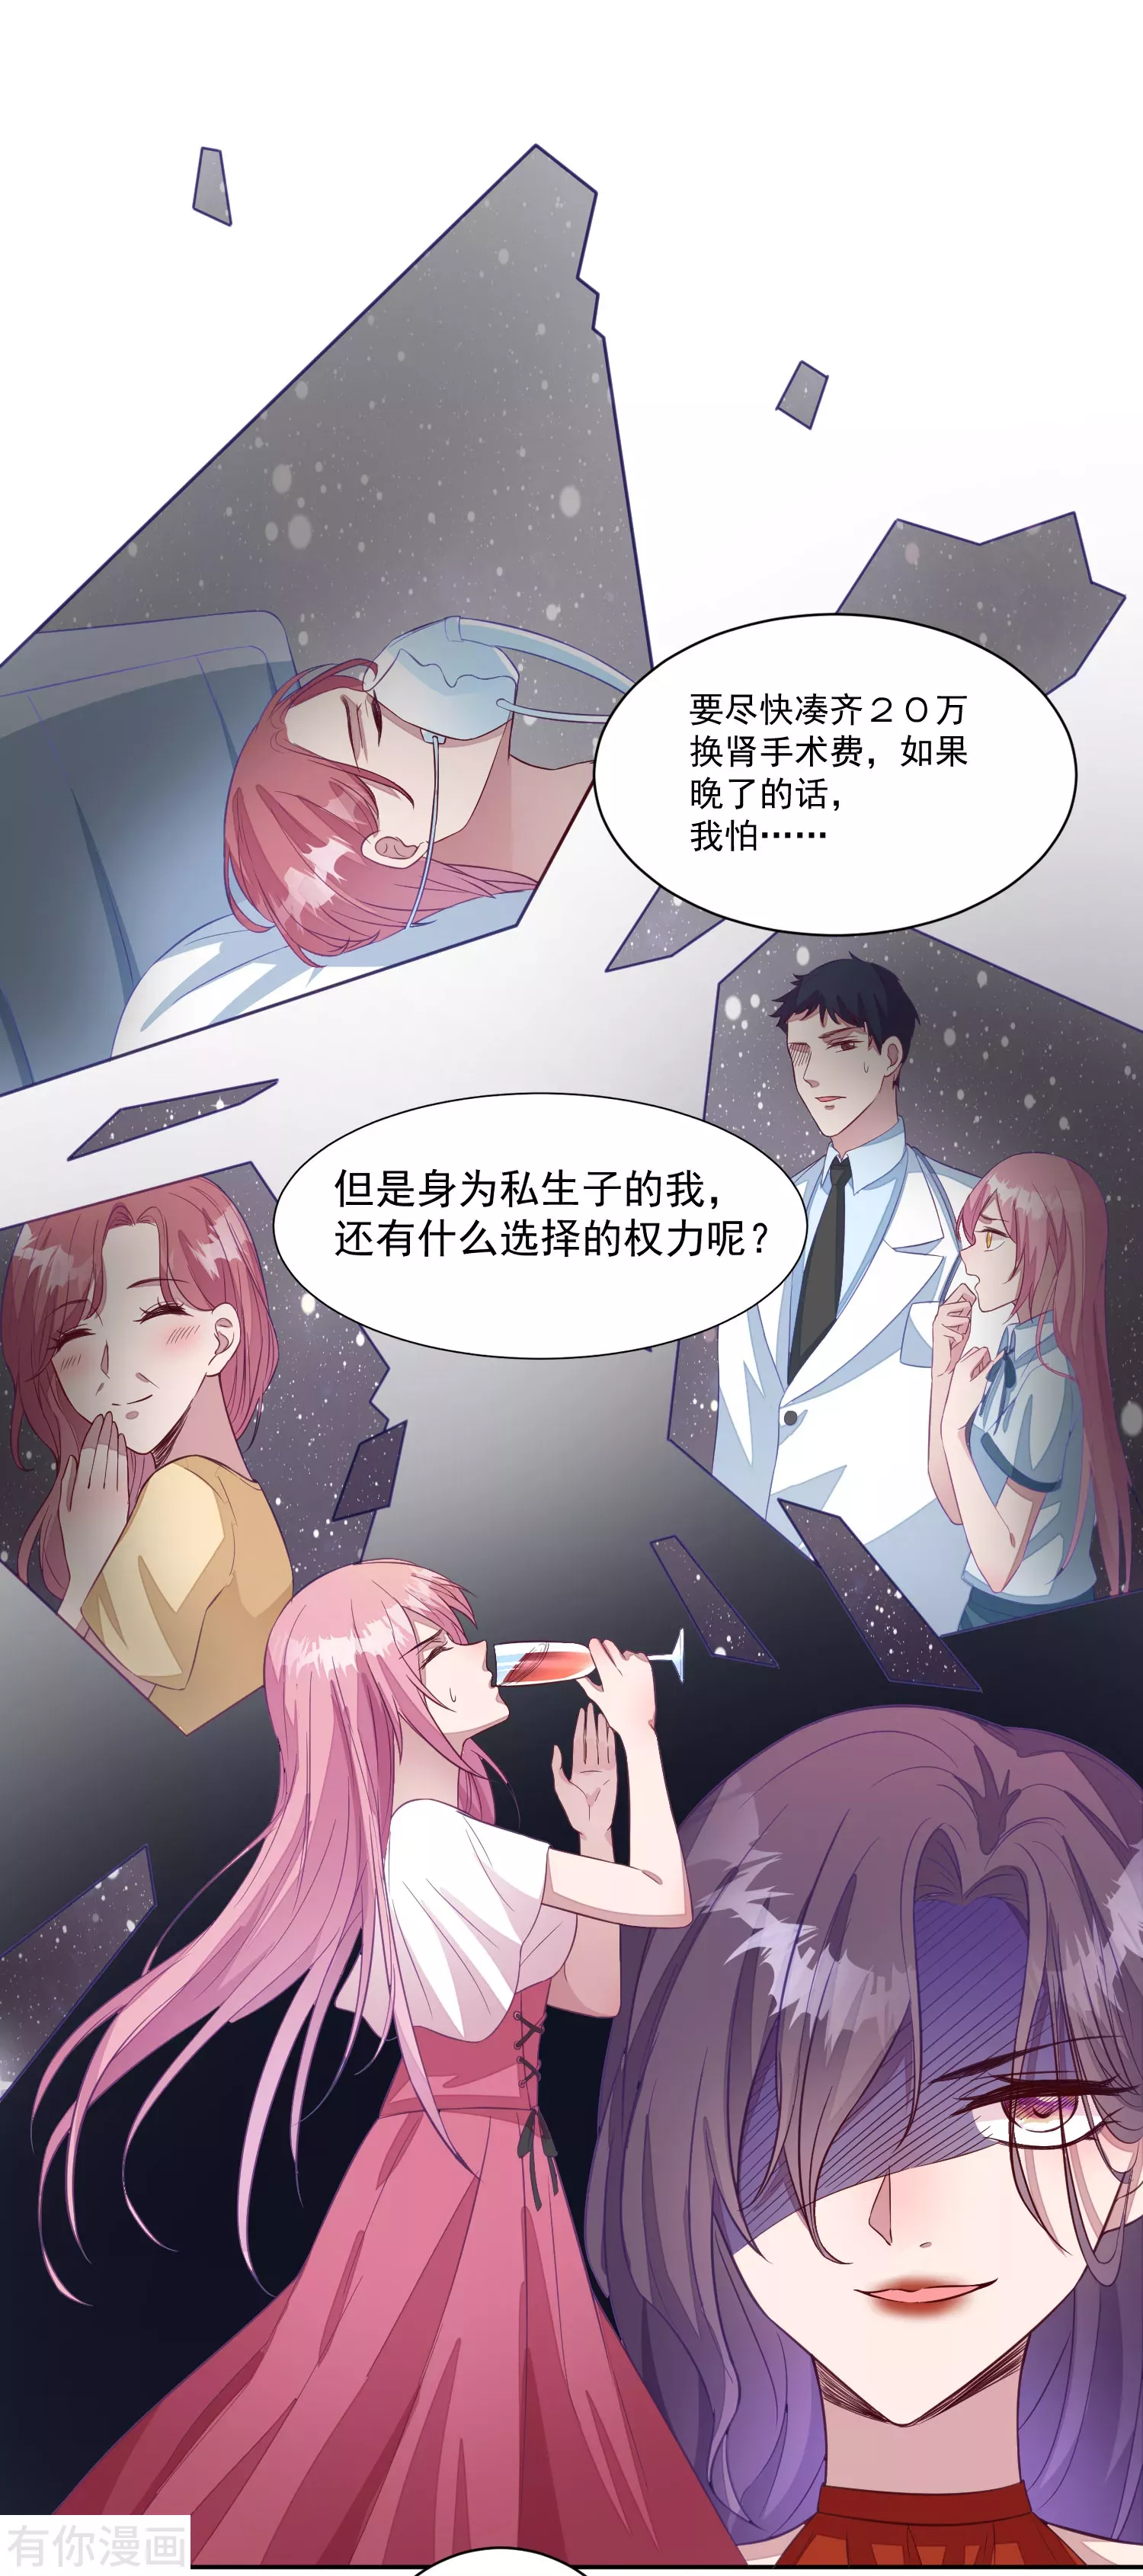 要尽快凑齐２０万
换肾手术费，如果
晚了的话，
我怕……
但是身为私生子的我，
还有什么选择的权力呢？
有你漫画